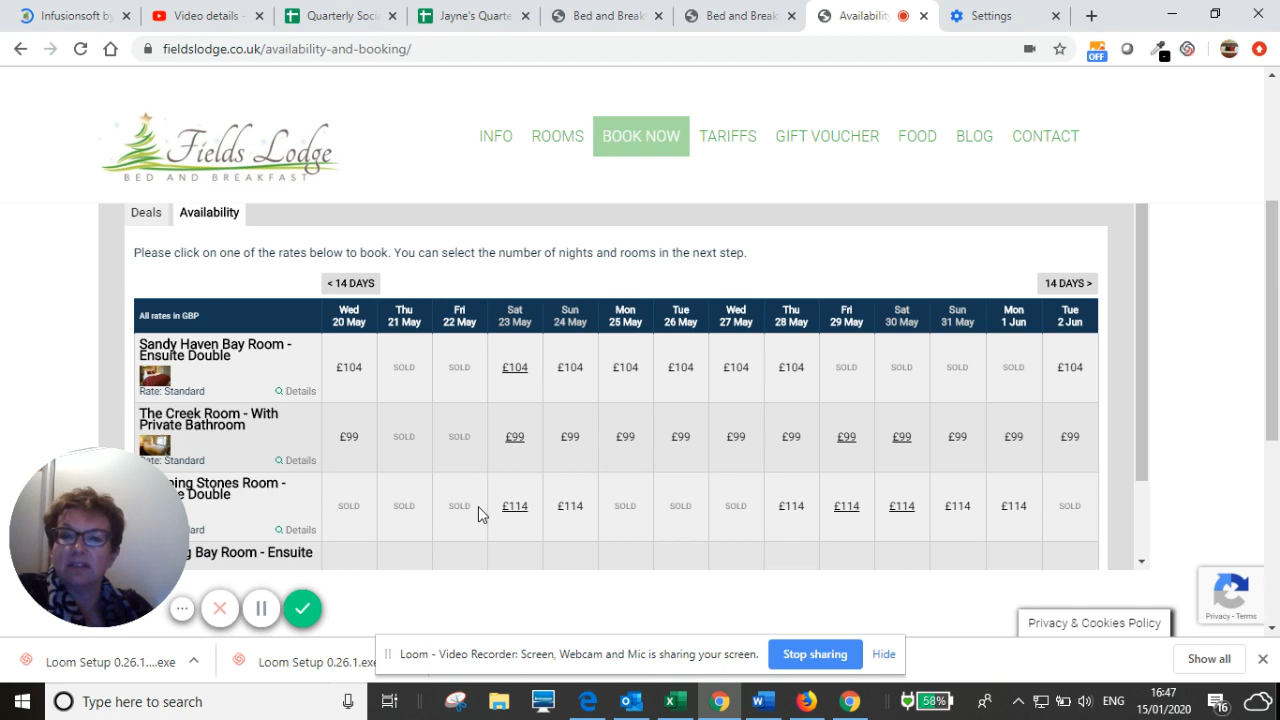 Infusionsoft by
Video details -
Quarterly Soci
Jayne's Quarte
Bed and Break
Bed and Break
Availability
Settings
fieldslodge.co.uk/availability-and-booking/
OFF
Fields Lodge
BED AND BREAKFAST
INFO ROOMS BOOK NOW TARIFFS GIFT VOUCHER FOOD BLOG CONTACT
Deals Availability
Please click on one of the rates below to book. You can select the number of nights and rooms in the next step.
< 14 DAYS 14 DAYS >
All rates in GBP
Wed Thu Fri Sat Sun Mon Tue Wed Thu Fri Sat Sun Mon Tue
20 May 21 May 22 May 23 May 24 May 25 May 26 May 27 May 28 May 29 May 30 May 31 May 1 Jun 2 Jun
Sandy Haven Bay Room -
Ensuite Double
£104 SOLD SOLD £104 £104 £104 £104 £104 £104 SOLD SOLD SOLD SOLD £104
Rate: Standard Details
The Creek Room - With
Private Bathroom
£99 SOLD SOLD £99 £99 £99 £99 £99 £99 £99 £99 £99 £99 £99
ate: Standard Details
ing Stones Room -
e Double
SOLD SOLD SOLD £114 £114 SOLD SOLD SOLD £114 £114 £114 £114 £114 SOLD
dard Details
g Bay Room - Ensuite
Privacy - Terms
Privacy & Cookies Policy
Loom Setup 0.26.1....exe
Loom Setup 0.26.1.exe
Loom - Video Recorder: Screen, Webcam and Mic is sharing your screen. Stop sharing Hide
Show all
Type here to search
58%
ENG
16:47
15/01/2020
16